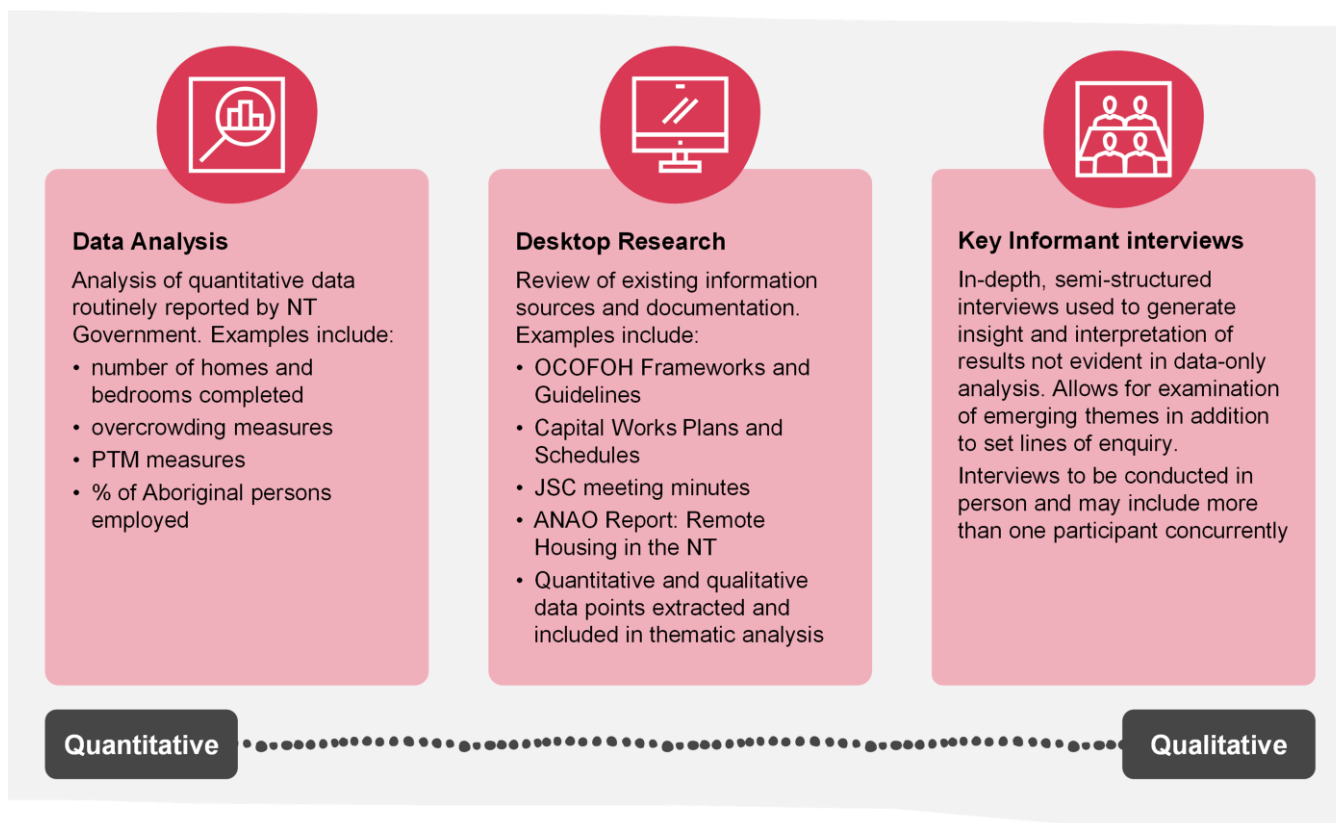 Data Analysis
Analysis of quantitative data
routinely reported by NT
Government. Examples include:
• number of homes and
bedrooms completed
• overcrowding measures
• PTM measures
• % of Aboriginal persons
employed
Desktop Research
Review of existing information
sources and documentation.
Examples include:
• OCOFOH Frameworks and
Guidelines
• Capital Works Plans and
Schedules
• JSC meeting minutes
• ANAO Report: Remote
Housing in the NT
• Quantitative and qualitative
data points extracted and
included in thematic analysis
Key Informant interviews
In-depth, semi-structured
interviews used to generate
insight and interpretation of
results not evident in data-only
analysis. Allows for examination
of emerging themes in addition
to set lines of enquiry.
Interviews to be conducted in
person and may include more
than one participant concurrently
Quantitative
Qualitative